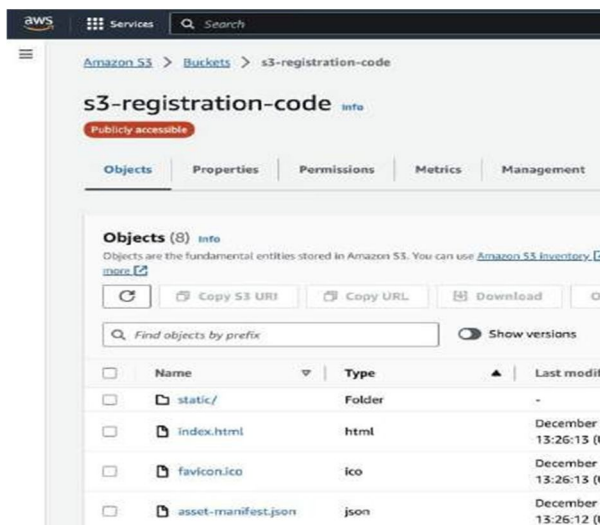 aws
Services
Search
Amazon S3 > Buckets > s3-registration-code
s3-registration-code Info
Publicly accessible
Objects Properties Permissions Metrics Management
Objects (8) Info
Objects are the fundamental entities stored in Amazon S3. You can use Amazon S3 inventory
more
Copy S3 URI Copy URL Download O
Find objects by prefix
Show versions
Name Type Last modif
static/ Folder -
index.html html December
13:26:13 (U
favicon.ico ico December
13:26:13 (U
asset-manifest.json json December
13:26:12 (U